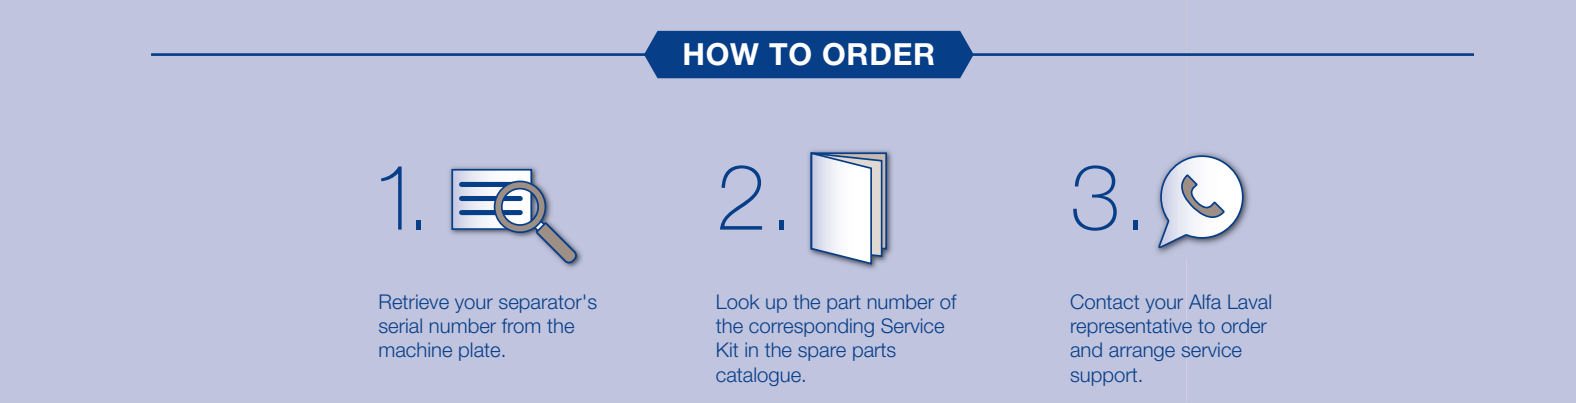 HOW TO ORDER
1.
Retrieve your separator's
serial number from the
machine plate.
2.
Look up the part number of
the corresponding Service
Kit in the spare parts
catalogue.
3.
Contact your Alfa Laval
representative to order
and arrange service
support.